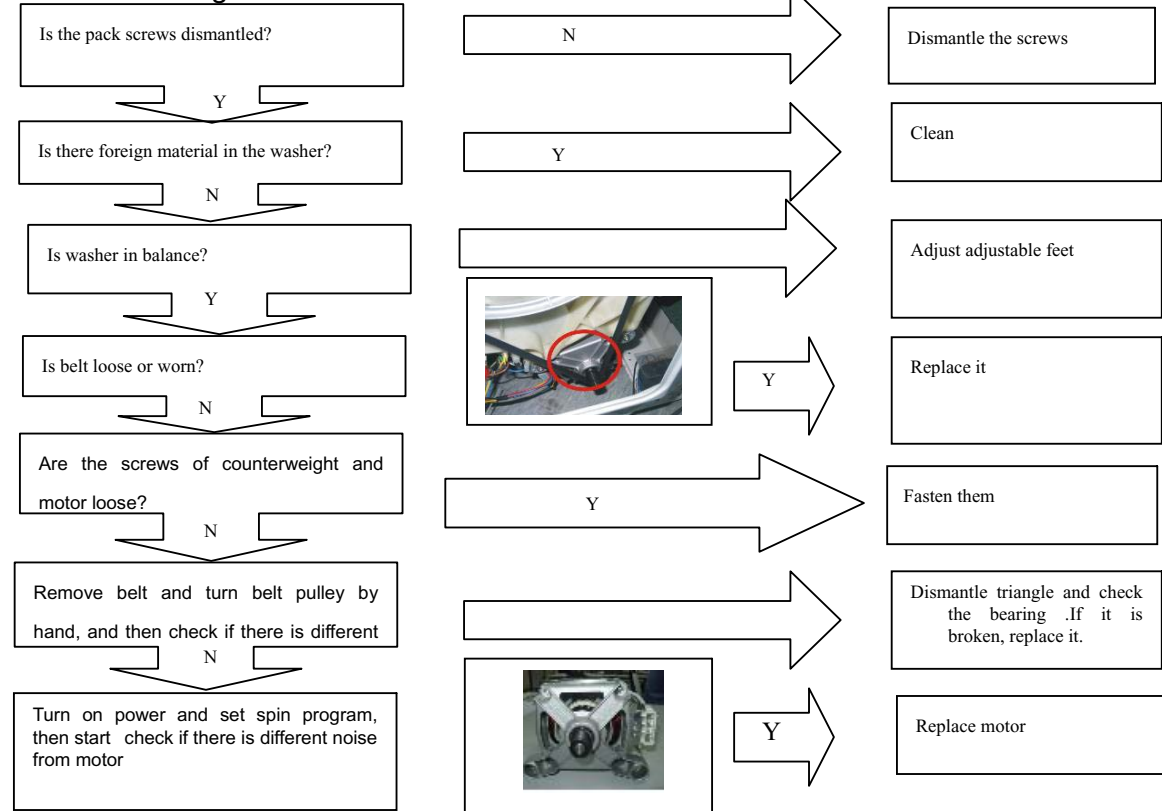 Is the pack screws dismantled?
N
Dismantle the screws
Y
Is there foreign material in the washer?
Y
Clean
N
Is washer in balance?
Adjust adjustable feet
Y
Is belt loose or worn?
Y
Replace it
N
Are the screws of counterweight and
motor loose?
Y
Fasten them
N
Remove belt and turn belt pulley by
hand, and then check if there is different
Dismantle triangle and check
the bearing .If it is
broken, replace it.
N
Turn on power and set spin program,
then start check if there is different noise
from motor
Y
Replace motor